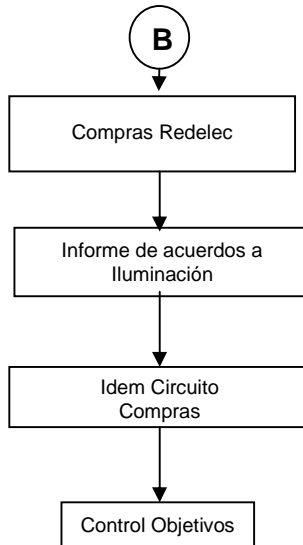 B
Compras Redelec
Informe de acuerdos a
Iluminación
Idem Circuito
Compras
Control Objetivos